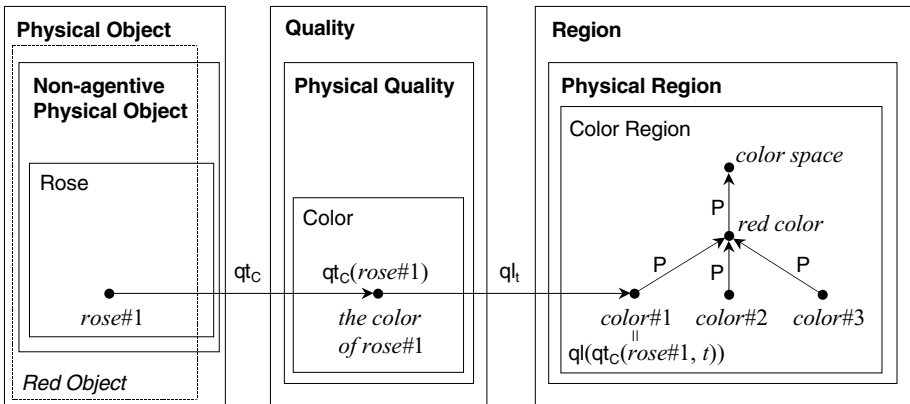 Physical Object
Non-agentive
Physical Object
Rose
rose#1
Red Object
qtC
Quality
Physical Quality
Color
qtC(rose#1)
the color
of rose#1
qlt
Region
Physical Region
Color Region
color space
P
red color
P
P
P
color#1
color#2
color#3
=
ql(qtC(rose#1, t))